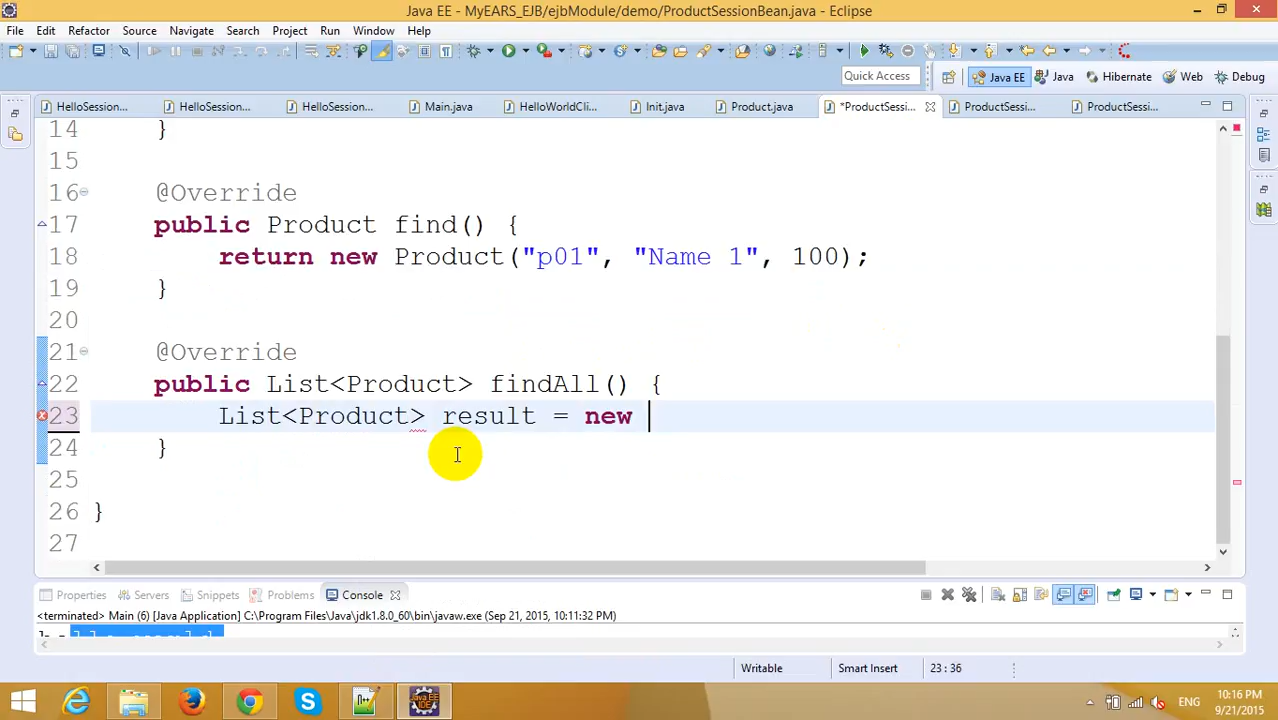 Java EE - MyEARS_EJB/ejbModule/demo/ProductSessionBean.java - Eclipse
File Edit Refactor Source Navigate Search Project Run Window Help
Quick Access
Java EE Java Hibernate Web Debug
HelloSession... HelloSession... HelloSession... Main.java HelloWorldCli... Init.java Product.java *ProductSessi... ProductSessi... ProductSessi...
14 }
15
16 @Override
17 public Product find() {
18 return new Product("p01", "Name 1", 100);
19 }
20
21 @Override
22 public List<Product> findAll() {
23 List<Product> result = new
24 }
25
26 }
27
Properties Servers Snippets Problems Console
<terminated> Main (6) [Java Application] C:\Program Files\Java\jdk1.8.0_60\bin\javaw.exe (Sep 21, 2015, 10:11:32 PM)
Writable Smart Insert 23 : 36
Java EE IDE
ENG
10:16 PM
9/21/2015